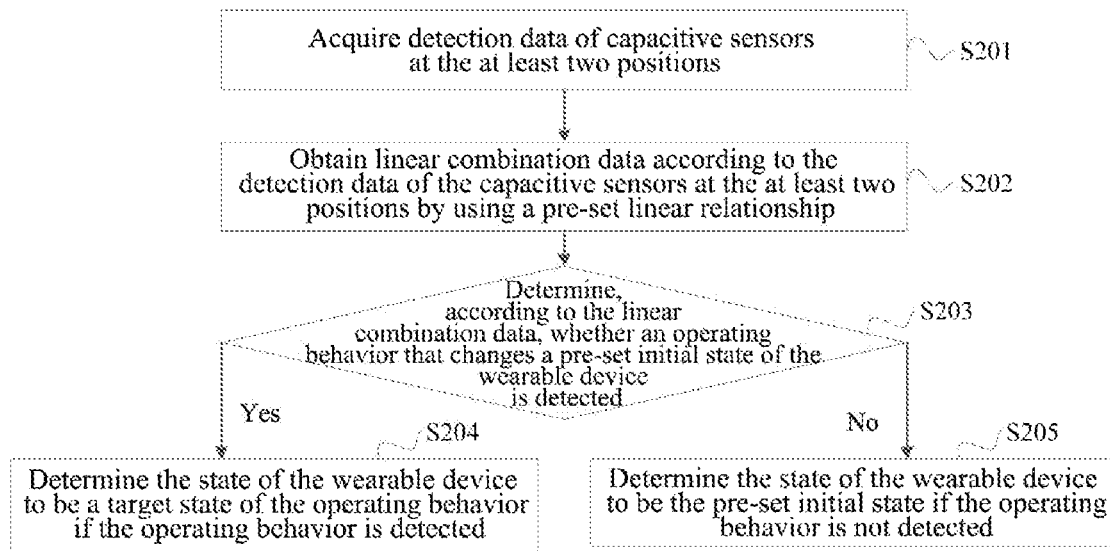 Acquire detection data of capacitive sensors
at the at least two positions
S201
Obtain linear combination data according to the
detection data of the capacitive sensors at the at least two
positions by using a pre-set linear relationship
S202
Determine,
according to the linear
combination data, whether an operating
behavior that changes a pre-set initial state of the
wearable device
is detected
S203
Yes
No
S204
Determine the state of the wearable device
to be a target state of the operating behavior
if the operating behavior is detected
S205
Determine the state of the wearable device
to be the pre-set initial state if the operating
behavior is not detected